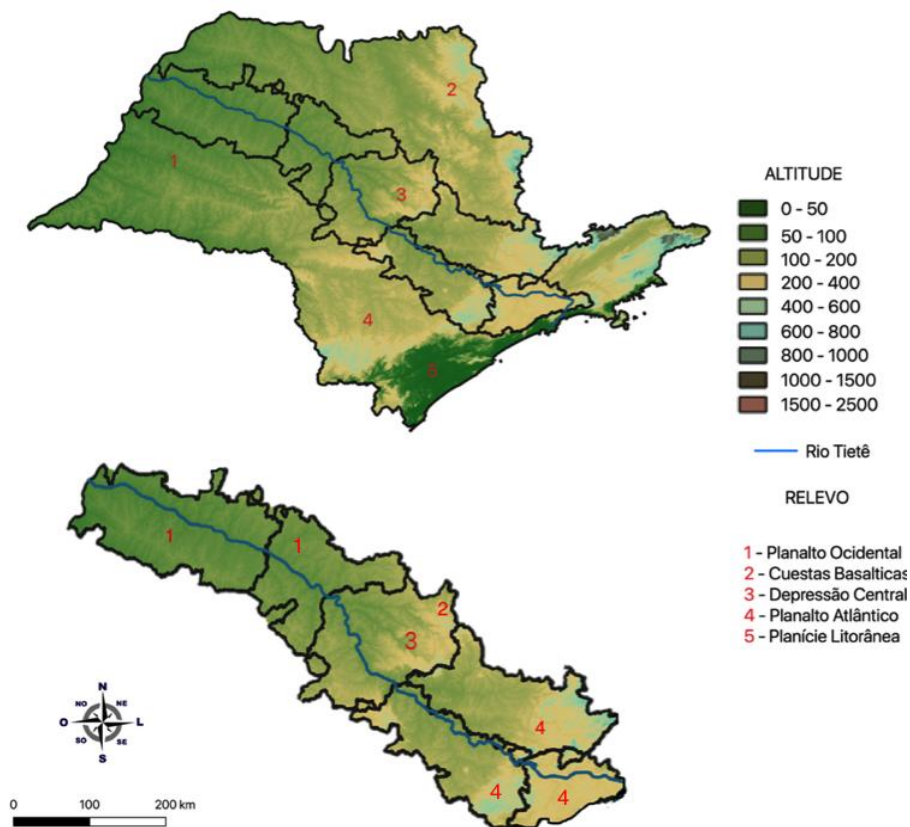 2
1
3
4
5
ALTITUDE
0 - 50
50 - 100
100 - 200
200 - 400
400 - 600
600 - 800
800 - 1000
1000 - 1500
1500 - 2500
Rio Tietê
RELEVO
1 - Planalto Ocidental
2 - Cuestas Basalticas
3 - Depressão Central
4 - Planalto Atlântico
5 - Planície Litorânea
1
1
2
3
4
4
4
N
NO NE
O L
SO SE
S
0 100 200 km